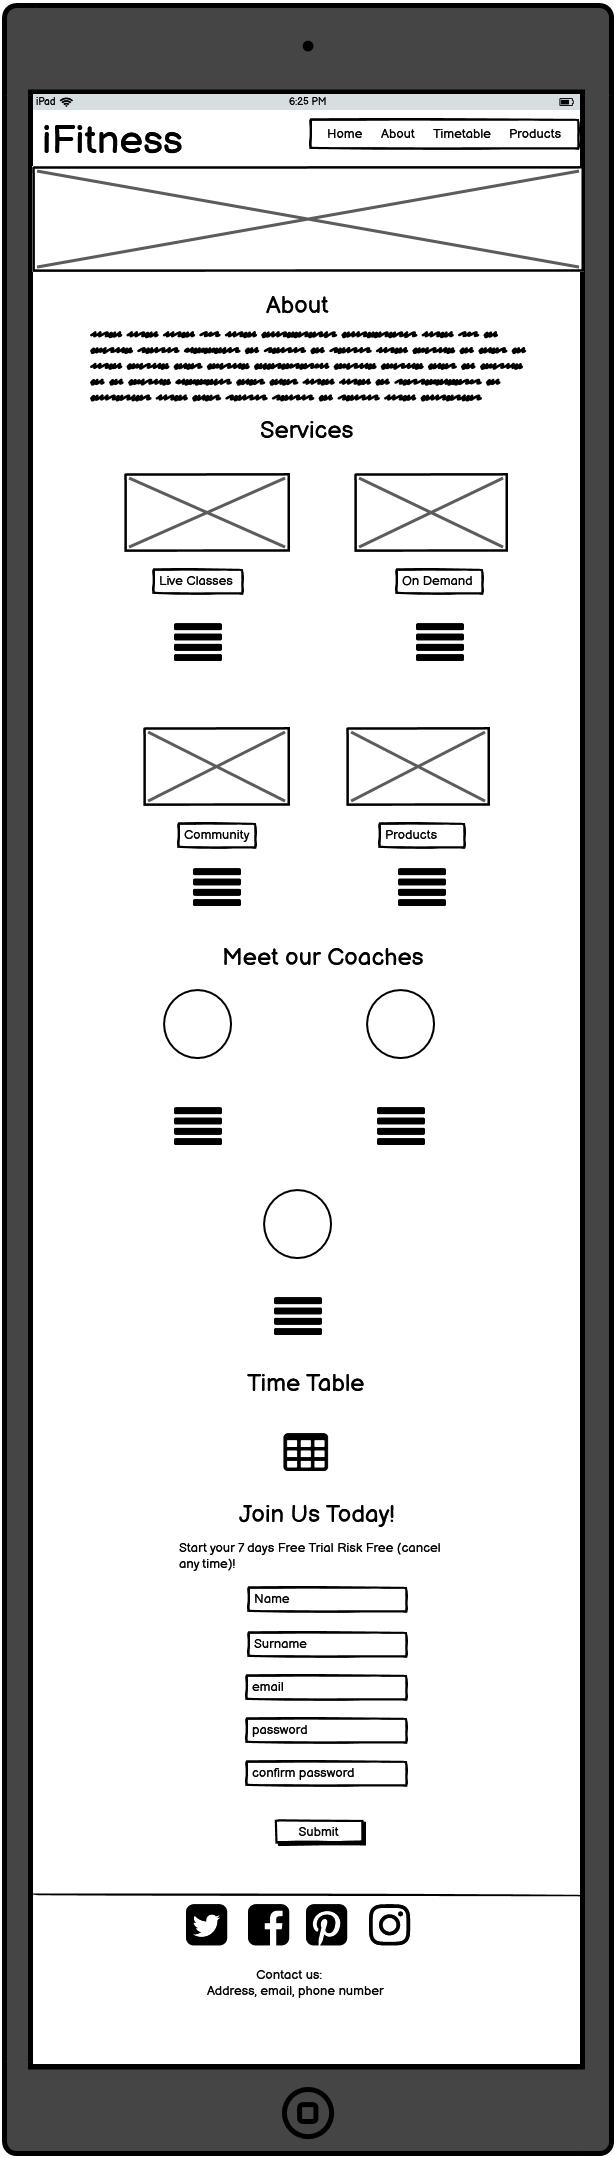 iPad 6:25 PM
iFitness
Home About Timetable Products
About
Services
Live Classes On Demand
Community Products
Meet our Coaches
Time Table
Join Us Today!
Start your 7 days Free Trial Risk Free (cancel
any time)!
Name
Surname
email
password
confirm password
Submit
Contact us:
Address, email, phone number